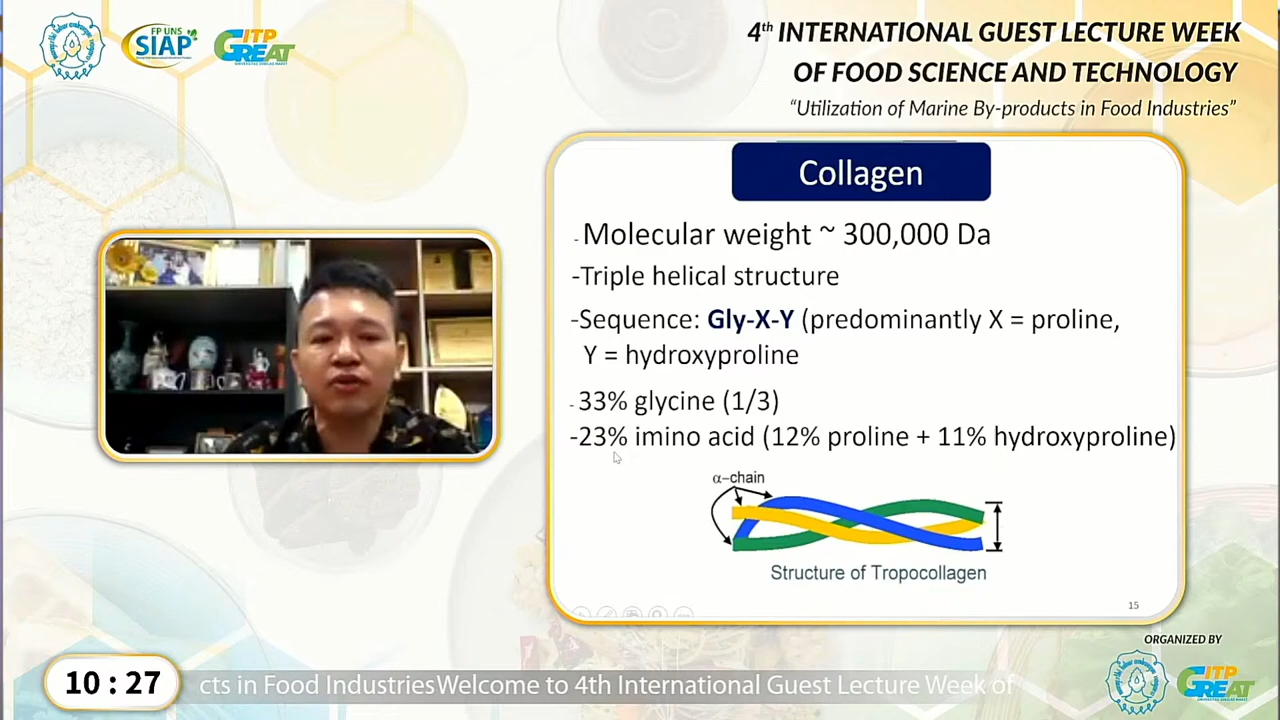 FP UNS
SIAP
ITP
GREAT
4th INTERNATIONAL GUEST LECTURE WEEK
OF FOOD SCIENCE AND TECHNOLOGY
“Utilization of Marine By-products in Food Industries”
Collagen
- Molecular weight ~ 300,000 Da
-Triple helical structure
-Sequence: Gly-X-Y (predominantly X = proline,
Y = hydroxyproline
- 33% glycine (1/3)
-23% imino acid (12% proline + 11% hydroxyproline)
α-chain
Structure of Tropocollagen
15
ORGANIZED BY
ITP
GREAT
10 : 27
cts in Food IndustriesWelcome to 4th International Guest Lecture Week of